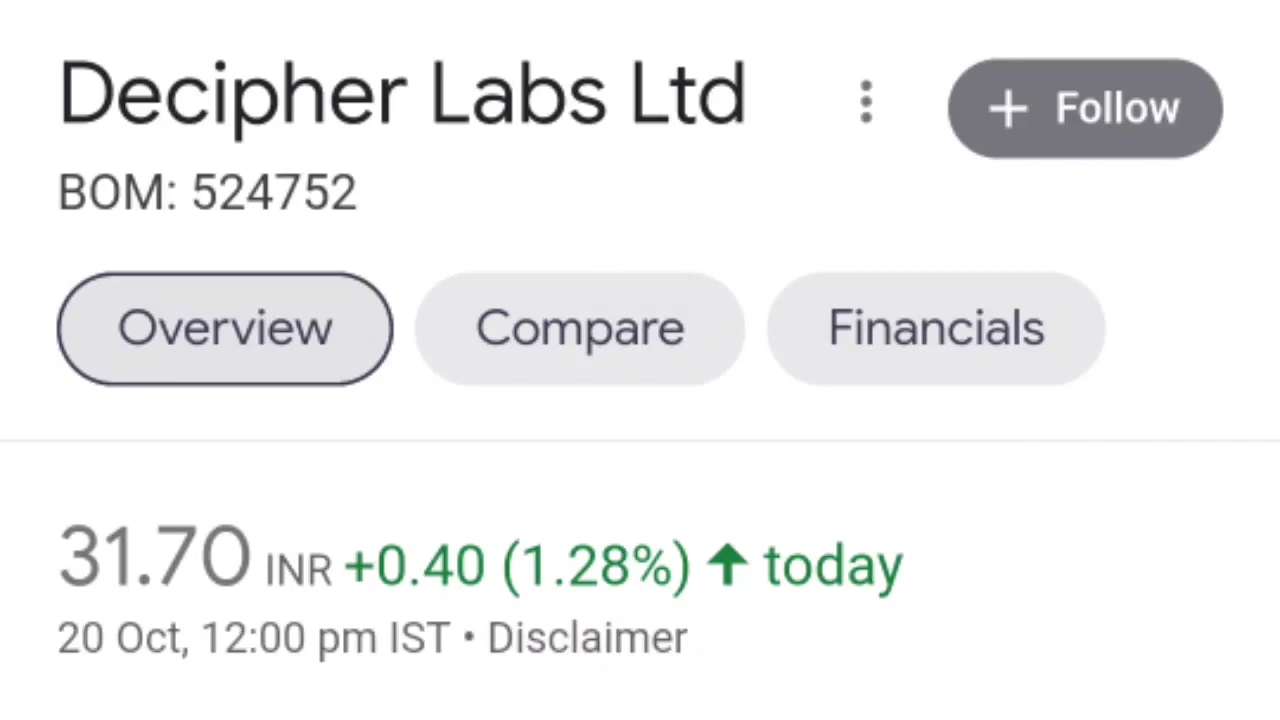 Decipher Labs Ltd
+ Follow
BOM: 524752
Overview Compare Financials
31.70 INR +0.40 (1.28%) ↑ today
20 Oct, 12:00 pm IST • Disclaimer